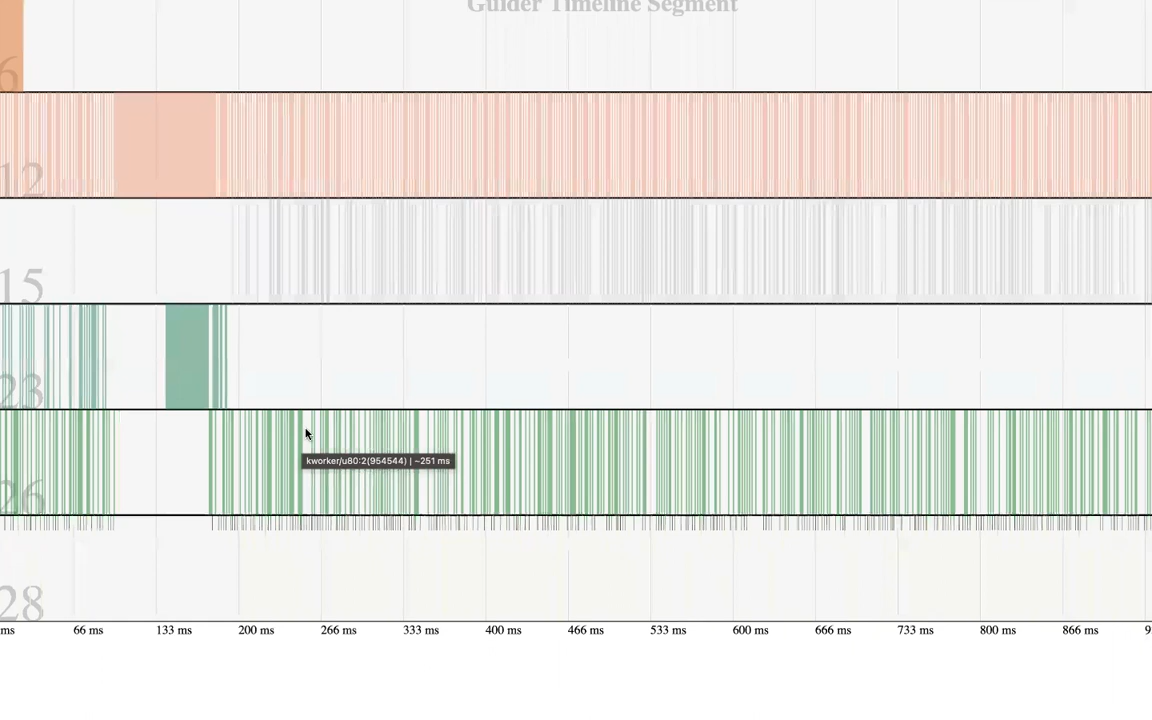 Guider Timeline Segment
6
12
15
23
kworker/u80:2(954544) | ~251 ms
26
28
ms 66 ms 133 ms 200 ms 266 ms 333 ms 400 ms 466 ms 533 ms 600 ms 666 ms 733 ms 800 ms 866 ms 9